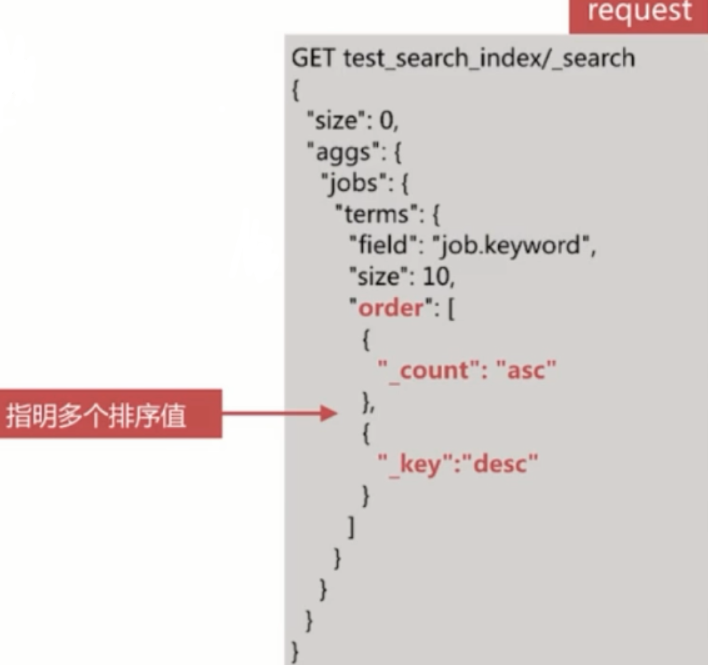 request
GET test_search_index/_search
{
"size": 0,
"aggs": {
"jobs": {
"terms": {
"field": "job.keyword",
"size": 10,
"order": [
{
"_count": "asc"
},
指明多个排序值
{
"_key":"desc"
}
]
}
}
}
}